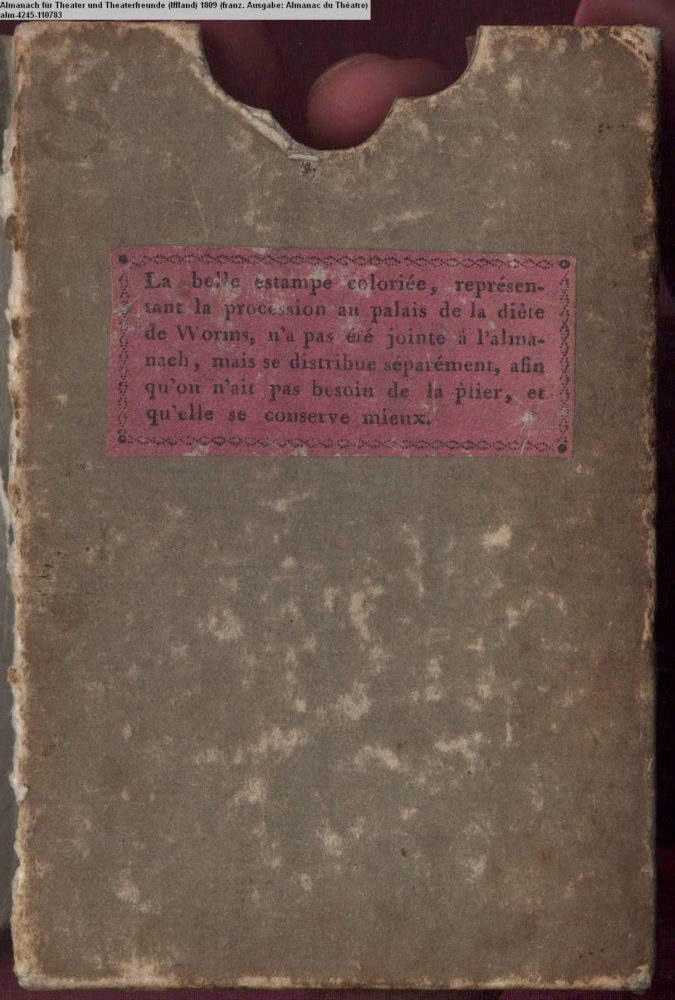 Almanach für Theater und Theaterfreunde (Iffland) 1809 (franz. Ausgabe: Almanac du Théatre)
alm-4245-110783
La belle estampe coloriée, représen-
tant la procession au palais de la diète
de Worms, n'a pas été jointe à l'alma-
nach, mais se distribue séparément, afin
qu'on n'ait pas besoin de la plier, et
qu'elle se conserve mieux.